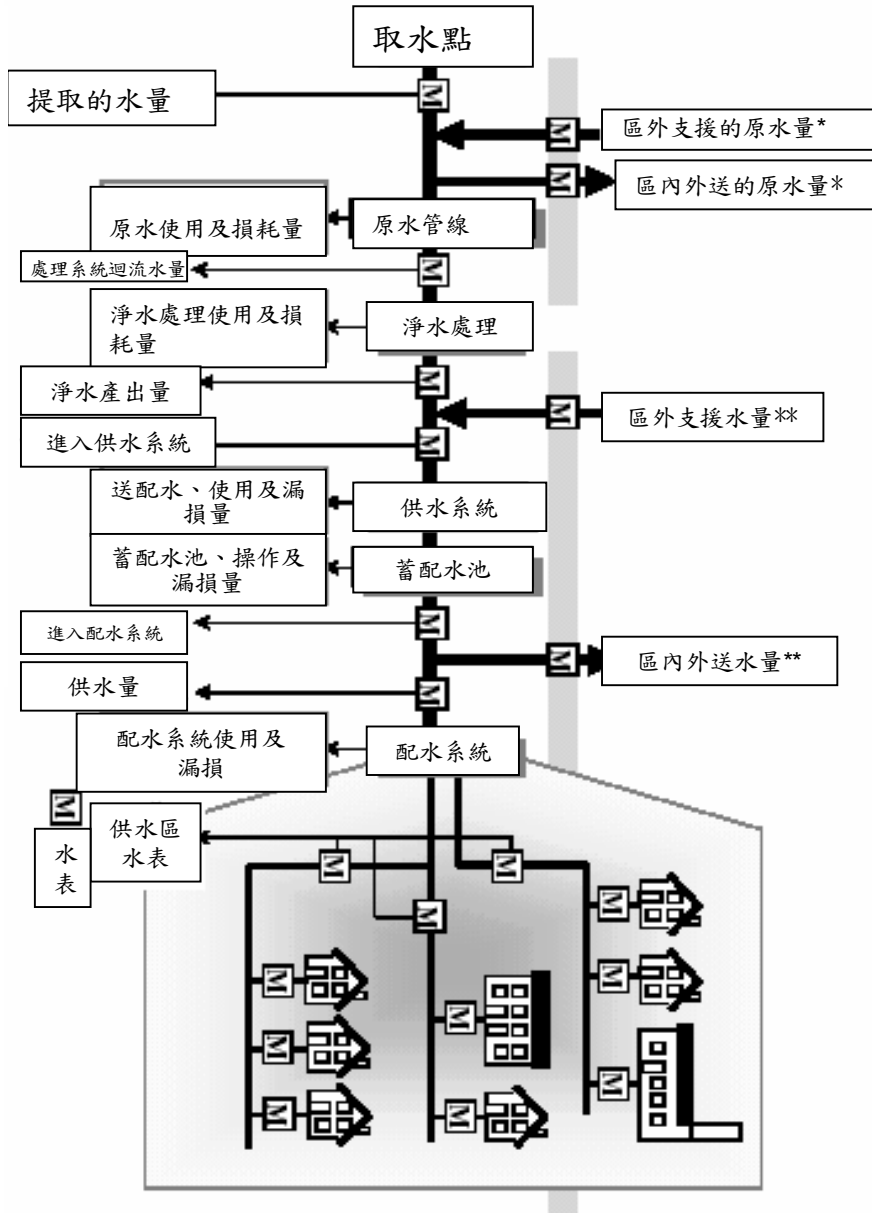 取水點
M
提取的水量
區外支援的原水量*
M
區內外送的原水量*
M
原水使用及損耗量
原水管線
處理系統迴流水量
M
淨水處理使用及損
耗量
淨水處理
淨水產出量
M
區外支援水量**
M
進入供水系統
M
送配水、使用及漏
損量
供水系統
蓄配水池、操作及
漏損量
蓄配水池
進入配水系統
M
區內外送水量**
M
供水量
M
配水系統使用及
漏損
配水系統
M
水
表
供水區
水表
M
M
M
M
M
M
M
M
M
M
M
M